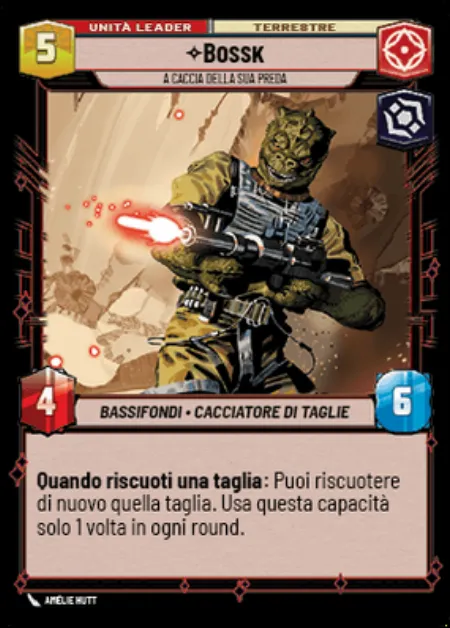 5
UNITÀ LEADER
TERRESTRE
BOSSK
A CACCIA DELLA SUA PREDA
4
6
BASSIFONDI • CACCIATORE DI TAGLIE
Quando riscuoti una taglia: Puoi riscuotere
di nuovo quella taglia. Usa questa capacità
solo 1 volta in ogni round.
AMÉLIE HUTT